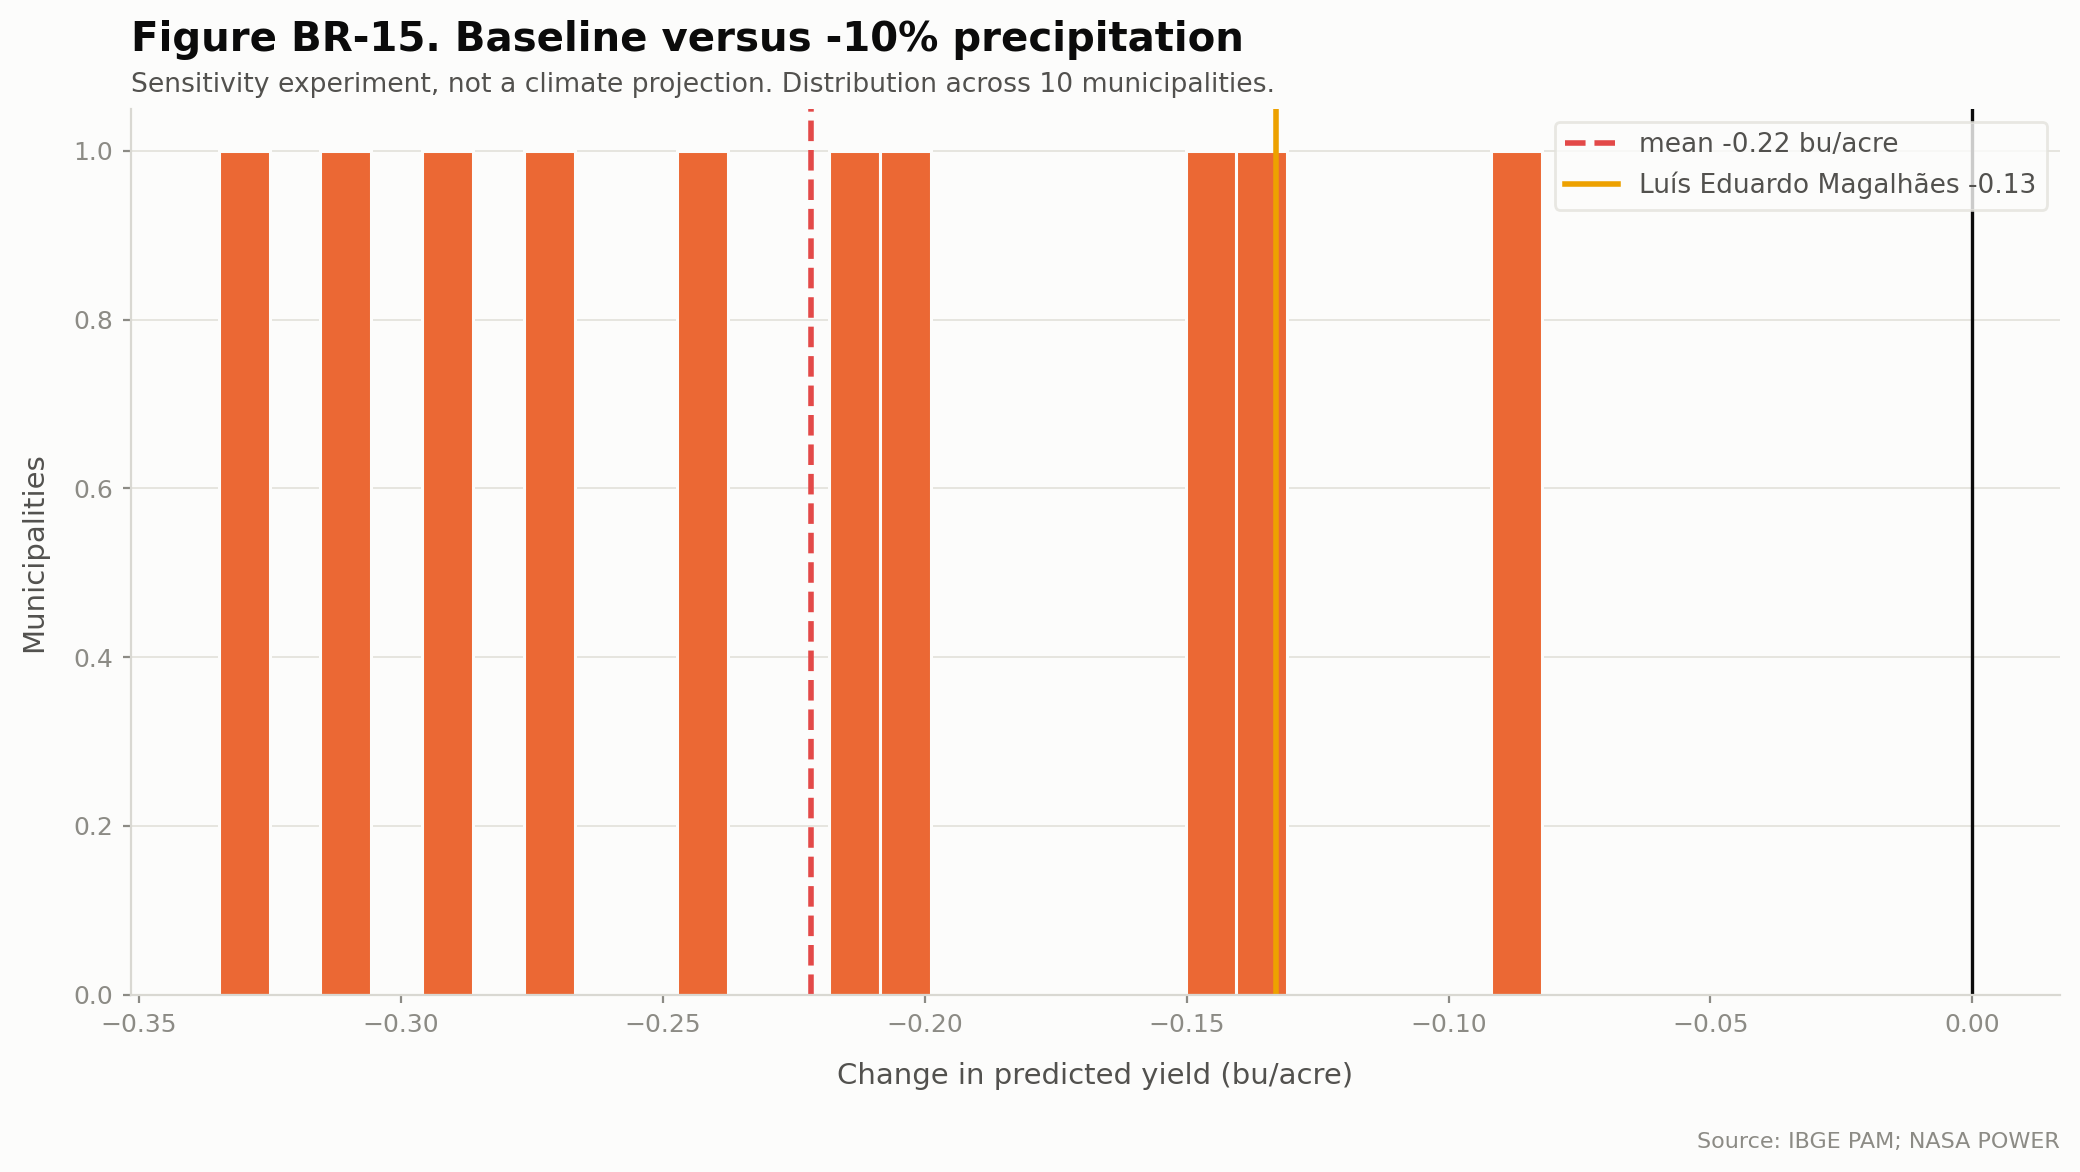 Figure BR-15. Baseline versus -10% precipitation
Sensitivity experiment, not a climate projection. Distribution across 10 municipalities.
mean -0.22 bu/acre
Luís Eduardo Magalhães -0.13
Municipalities
1.0
0.8
0.6
0.4
0.2
0.0
−0.35 −0.30 −0.25 −0.20 −0.15 −0.10 −0.05 0.00
Change in predicted yield (bu/acre)
Source: IBGE PAM; NASA POWER